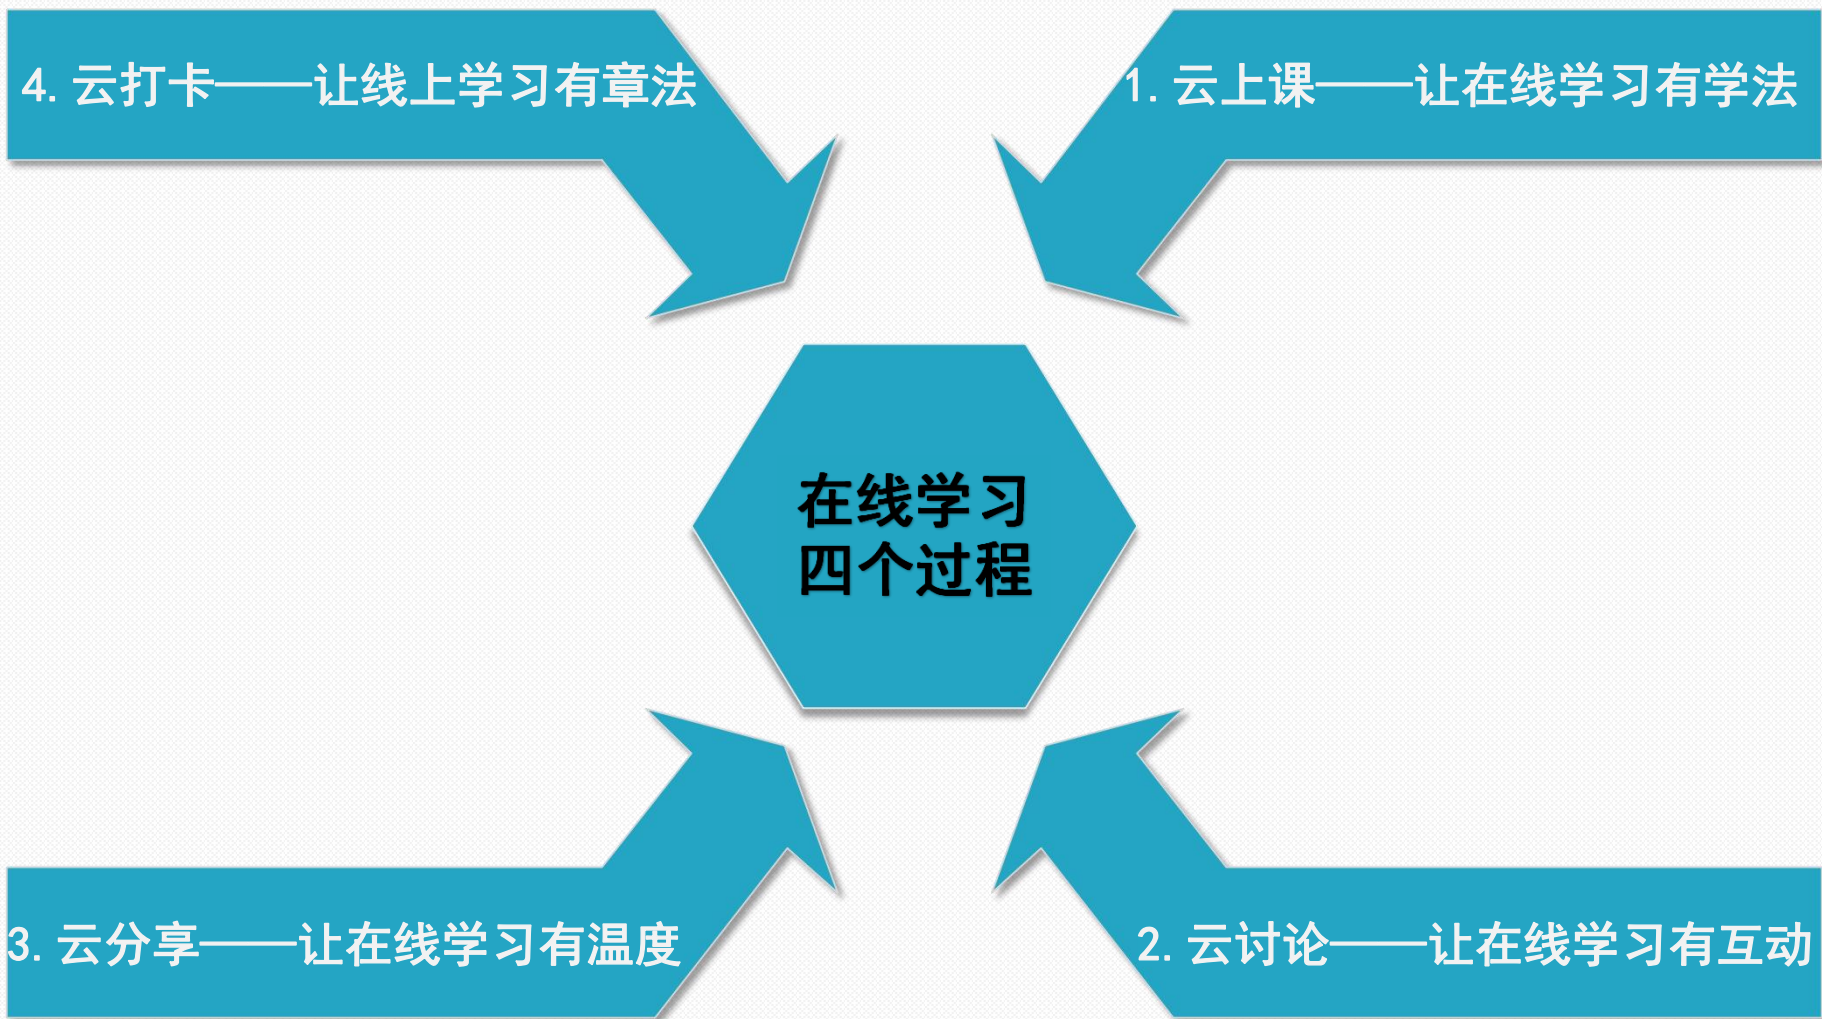 4. 云打卡——让线上学习有章法
1. 云上课——让在线学习有学法
在线学习
四个过程
3. 云分享——让在线学习有温度
2. 云讨论——让在线学习有互动